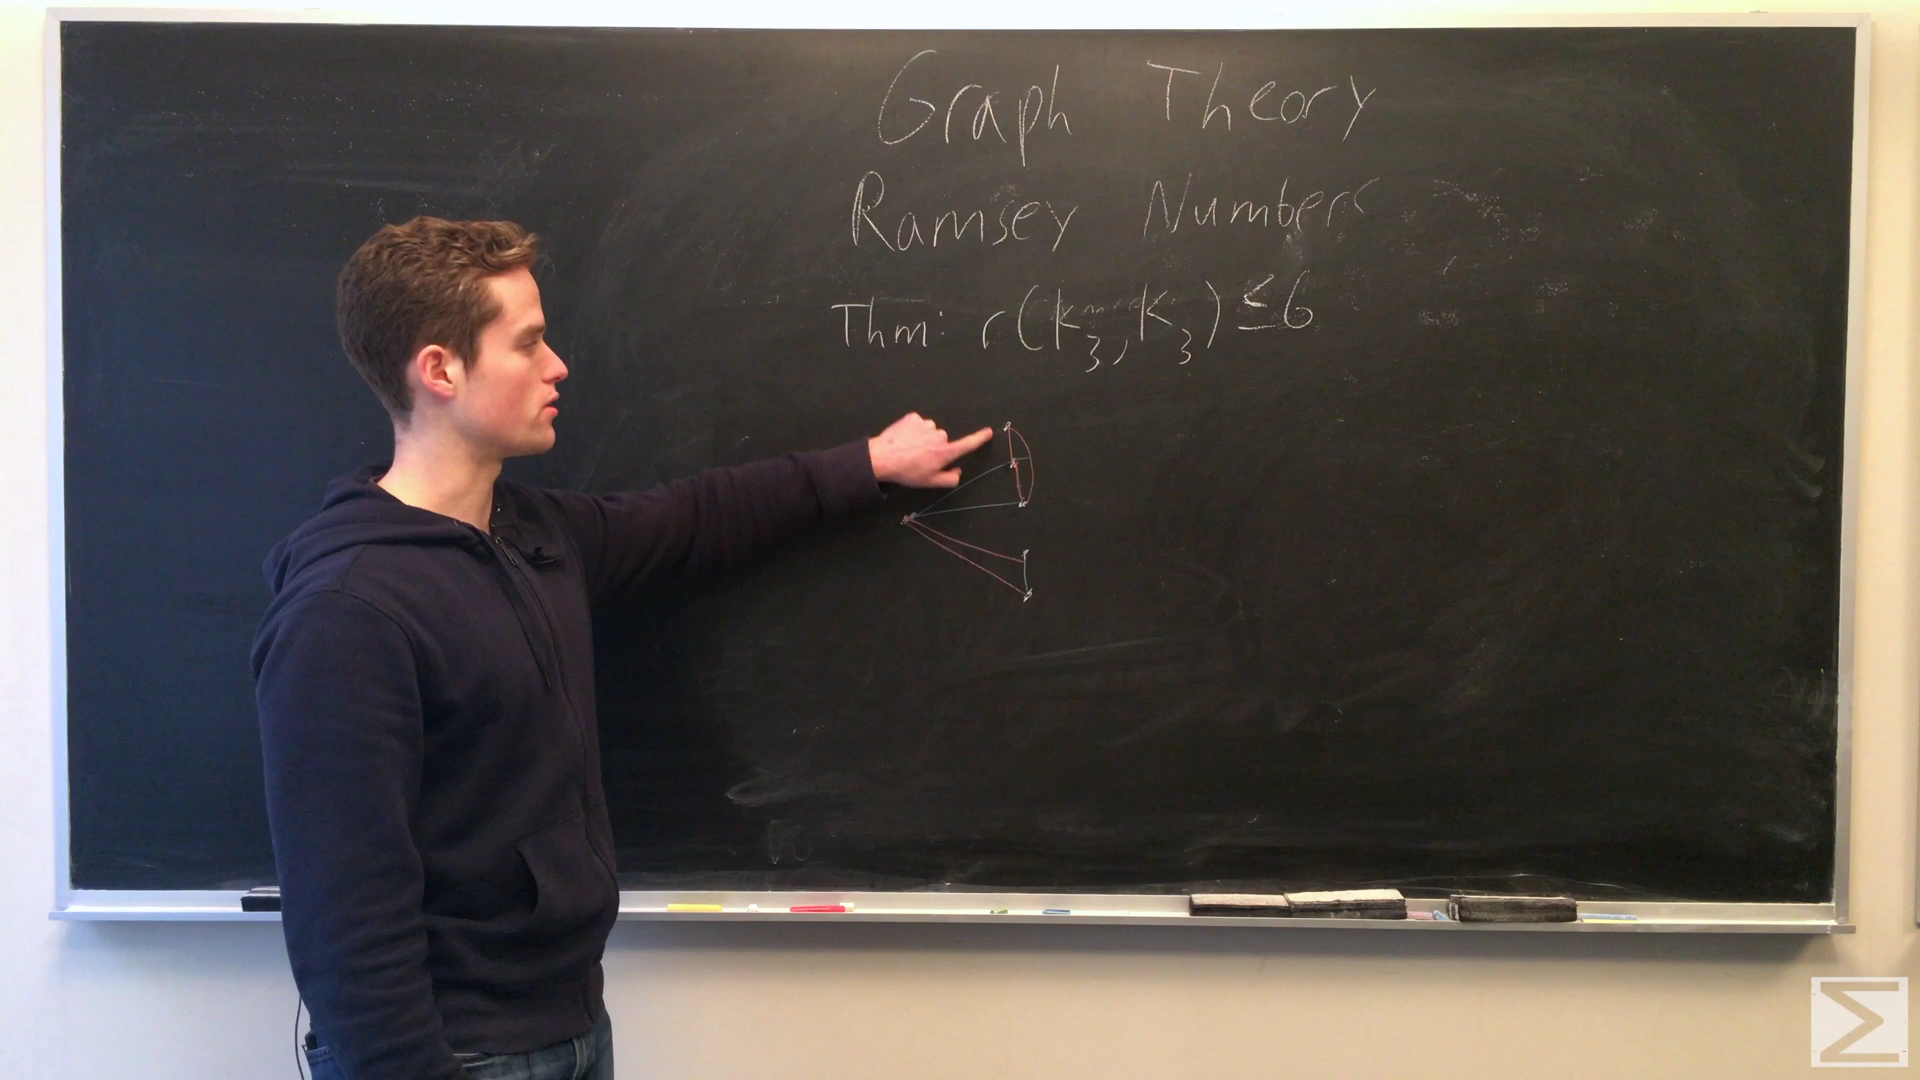 Graph Theory
Ramsey Numbers
Thm: r(K₃, K₃) ≤ 6
Σ